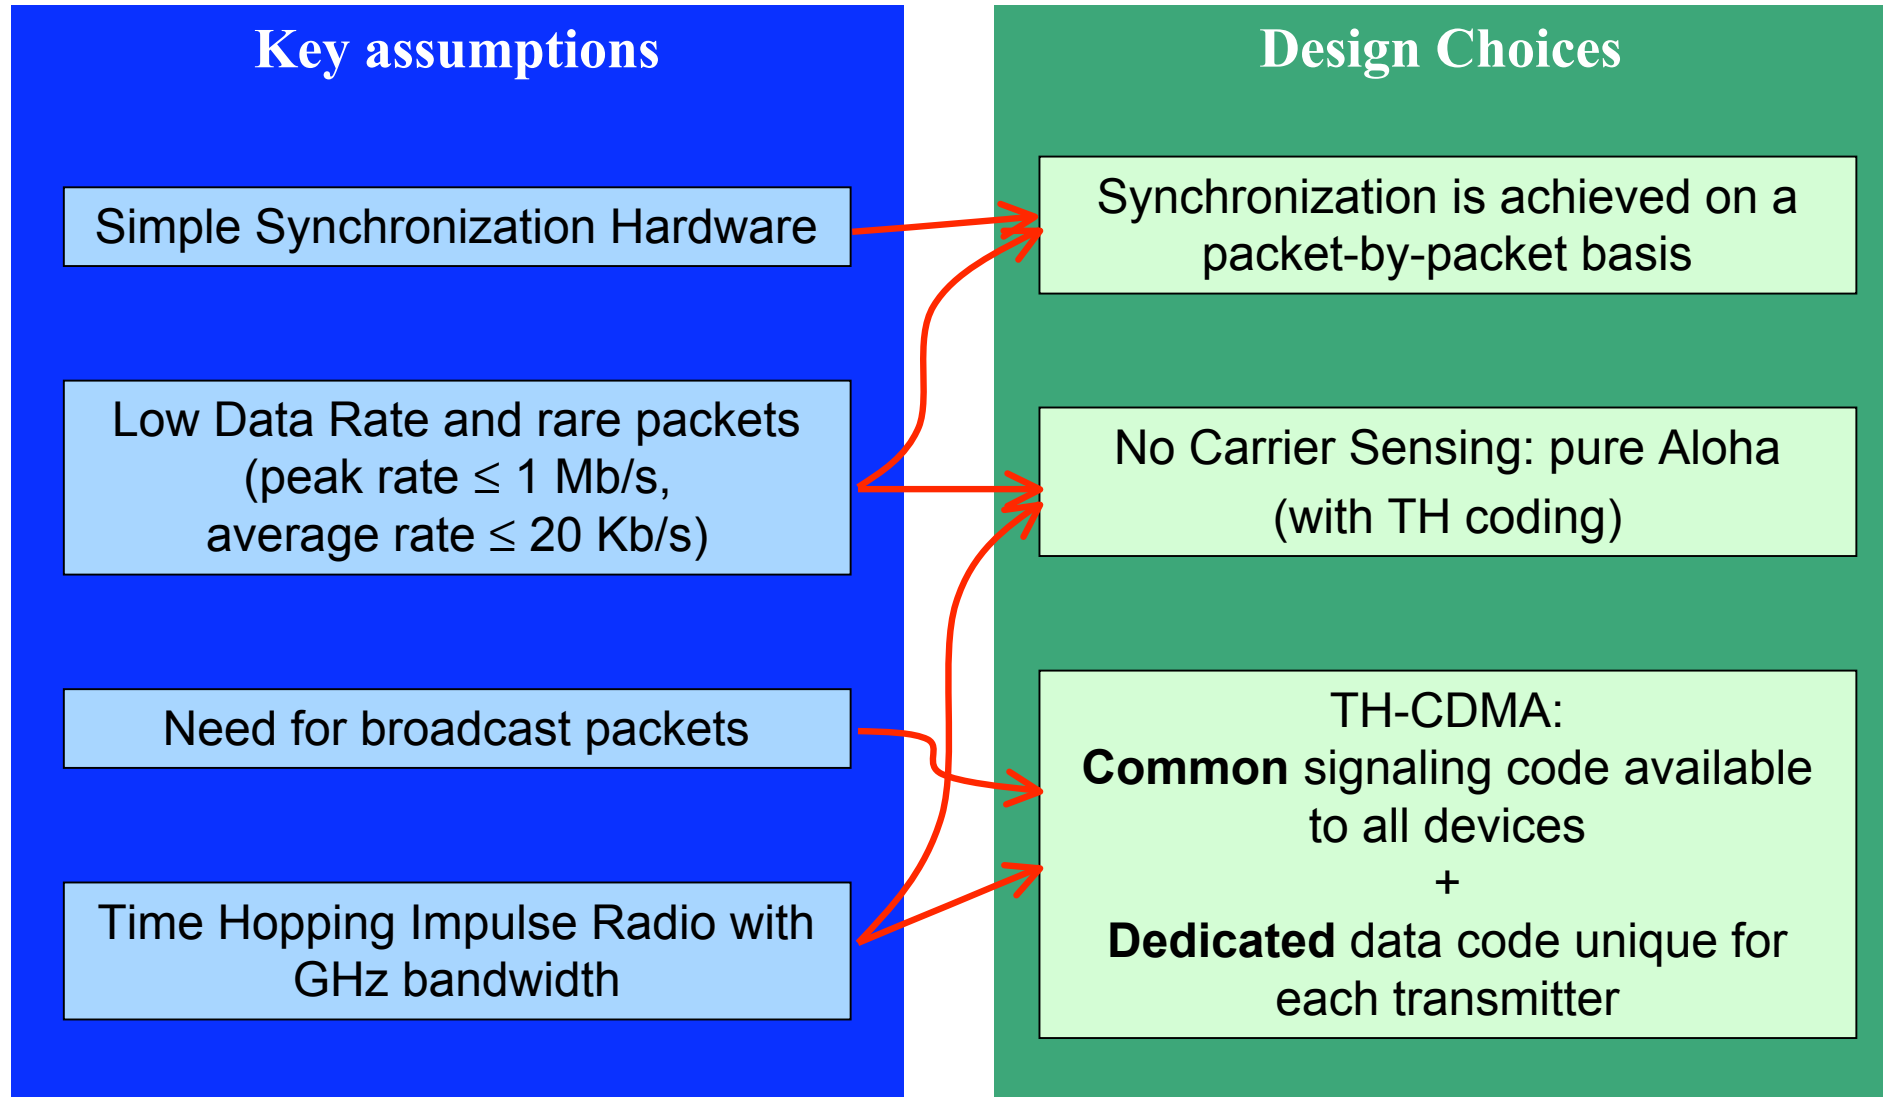 Key assumptions
Simple Synchronization Hardware
Low Data Rate and rare packets
(peak rate ≤ 1 Mb/s,
average rate ≤ 20 Kb/s)
Need for broadcast packets
Time Hopping Impulse Radio with
GHz bandwidth
Design Choices
Synchronization is achieved on a
packet-by-packet basis
No Carrier Sensing: pure Aloha
(with TH coding)
TH-CDMA:
Common signaling code available
to all devices
+
Dedicated data code unique for
each transmitter